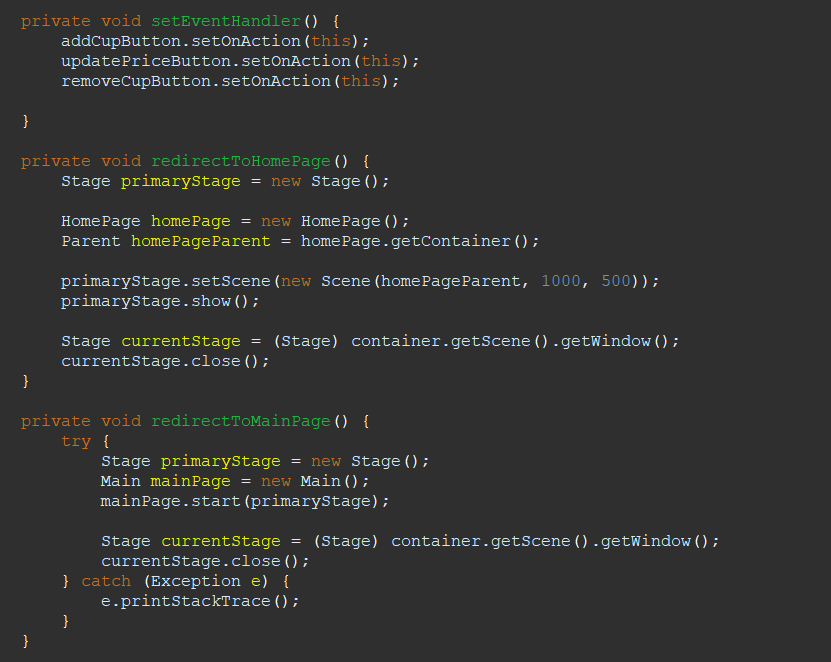 private void setEventHandler() {
    addCupButton.setOnAction(this);
    updatePriceButton.setOnAction(this);
    removeCupButton.setOnAction(this);

}

private void redirectToHomePage() {
    Stage primaryStage = new Stage();

    HomePage homePage = new HomePage();
    Parent homePageParent = homePage.getContainer();

    primaryStage.setScene(new Scene(homePageParent, 1000, 500));
    primaryStage.show();

    Stage currentStage = (Stage) container.getScene().getWindow();
    currentStage.close();
}

private void redirectToMainPage() {
    try {
        Stage primaryStage = new Stage();
        Main mainPage = new Main();
        mainPage.start(primaryStage);

        Stage currentStage = (Stage) container.getScene().getWindow();
        currentStage.close();
    } catch (Exception e) {
        e.printStackTrace();
    }
}